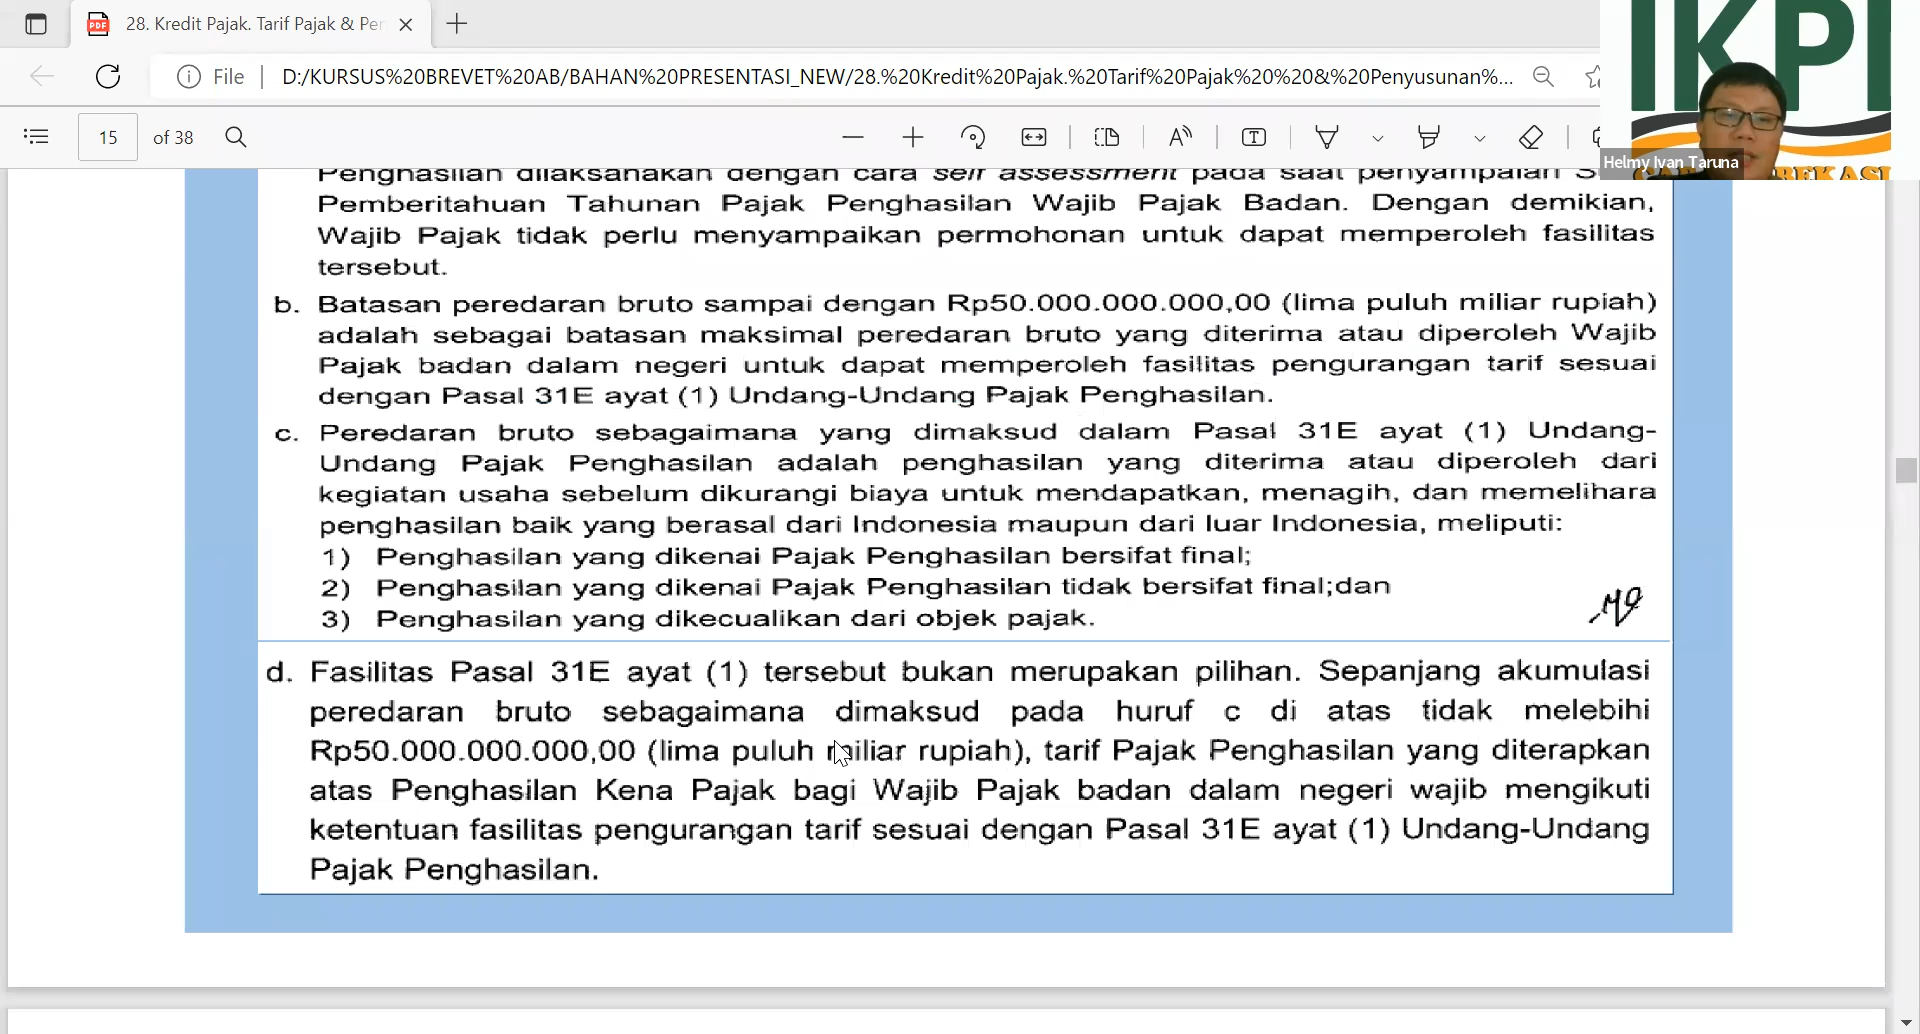 28. Kredit Pajak. Tarif Pajak & Per
File
D:/KURSUS%20BREVET%20AB/BAHAN%20PRESENTASI_NEW/28.%20Kredit%20Pajak.%20Tarif%20Pajak%20%20&%20Penyusunan%...
15 of 38
IKPI
Helmy Ivan Taruna
Penghasilan dilaksanakan dengan cara self assessment pada saat penyampaian
Pemberitahuan Tahunan Pajak Penghasilan Wajib Pajak Badan. Dengan demikian,
Wajib Pajak tidak perlu menyampaikan permohonan untuk dapat memperoleh fasilitas
tersebut.
b. Batasan peredaran bruto sampai dengan Rp50.000.000.000,00 (lima puluh miliar rupiah)
adalah sebagai batasan maksimal peredaran bruto yang diterima atau diperoleh Wajib
Pajak badan dalam negeri untuk dapat memperoleh fasilitas pengurangan tarif sesuai
dengan Pasal 31E ayat (1) Undang-Undang Pajak Penghasilan.
c. Peredaran bruto sebagaimana yang dimaksud dalam Pasal 31E ayat (1) Undang-
Undang Pajak Penghasilan adalah penghasilan yang diterima atau diperoleh dari
kegiatan usaha sebelum dikurangi biaya untuk mendapatkan, menagih, dan memelihara
penghasilan baik yang berasal dari Indonesia maupun dari luar Indonesia, meliputi:
1) Penghasilan yang dikenai Pajak Penghasilan bersifat final;
2) Penghasilan yang dikenai Pajak Penghasilan tidak bersifat final;dan
3) Penghasilan yang dikecualikan dari objek pajak.
d. Fasilitas Pasal 31E ayat (1) tersebut bukan merupakan pilihan. Sepanjang akumulasi
peredaran bruto sebagaimana dimaksud pada huruf c di atas tidak melebihi
Rp50.000.000.000,00 (lima puluh miliar rupiah), tarif Pajak Penghasilan yang diterapkan
atas Penghasilan Kena Pajak bagi Wajib Pajak badan dalam negeri wajib mengikuti
ketentuan fasilitas pengurangan tarif sesuai dengan Pasal 31E ayat (1) Undang-Undang
Pajak Penghasilan.